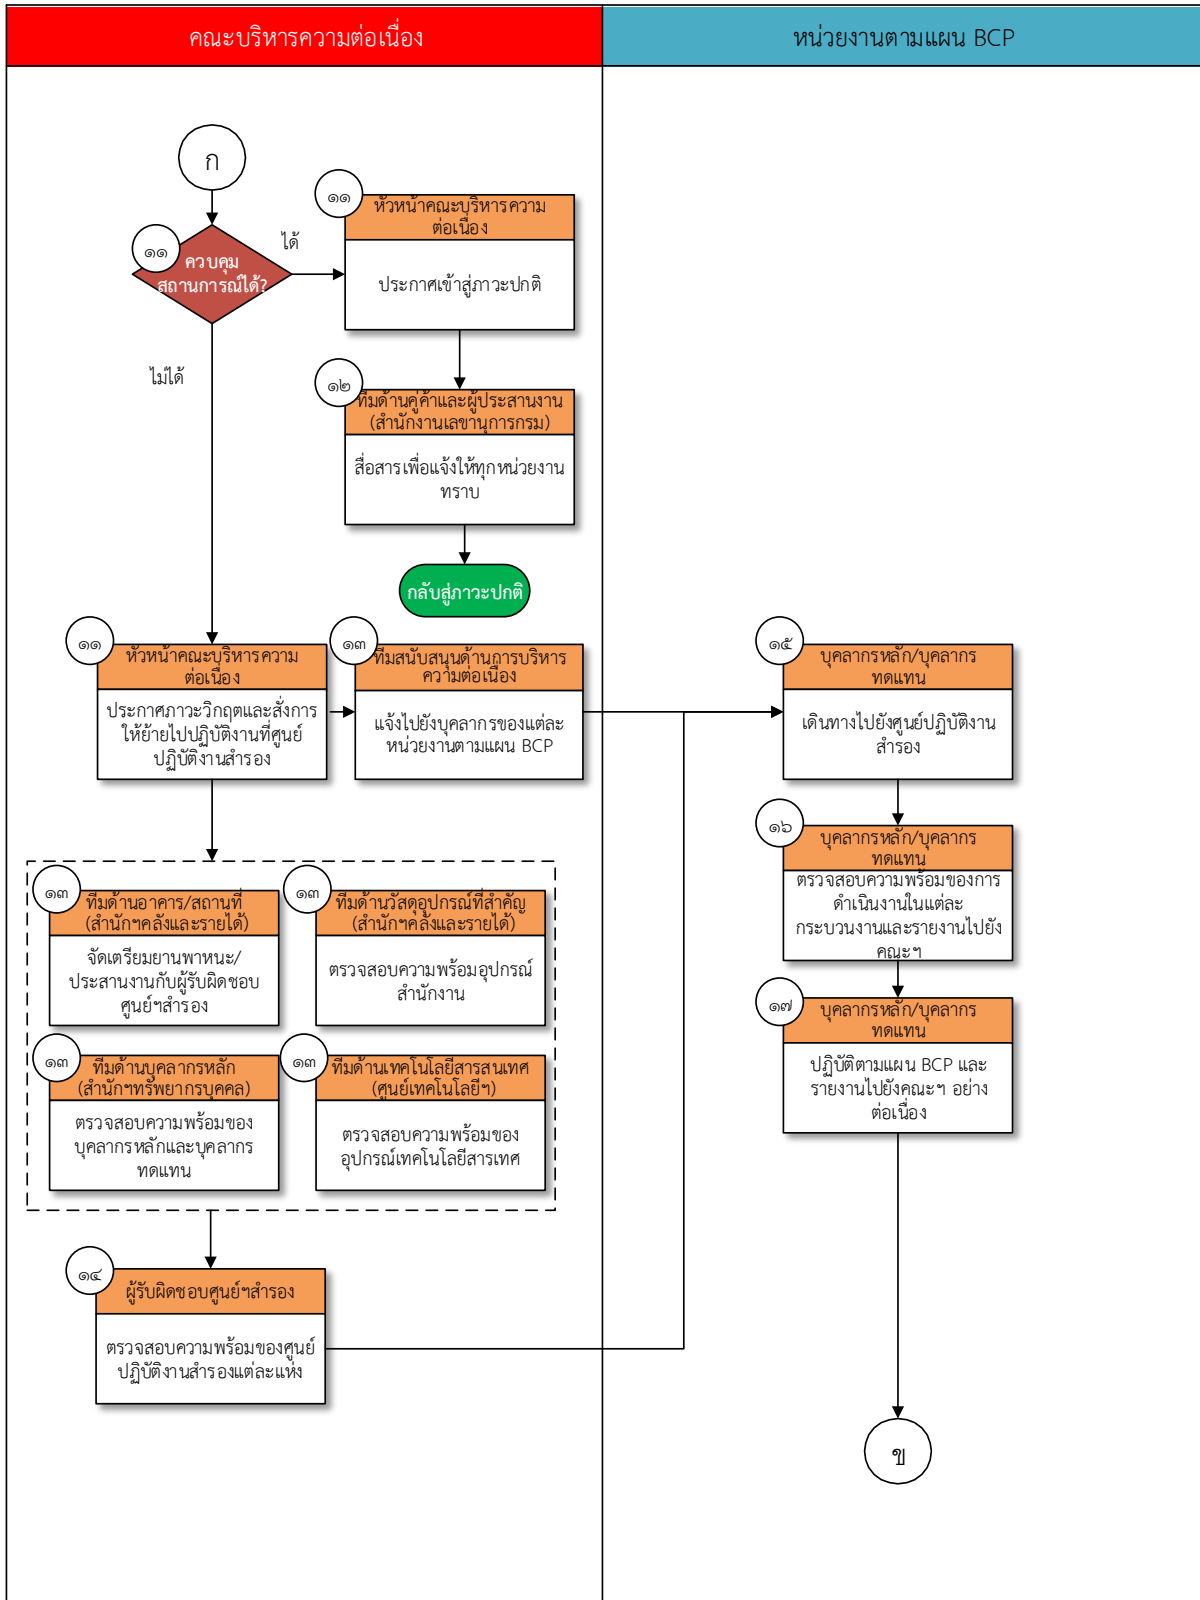 คณะบริหารความต่อเนื่อง
หน่วยงานตามแผน BCP
ก
๑๑
ควบคุม
สถานการณ์ได้?
ได้
ไม่ได้
๑๑
หัวหน้าคณะบริหารความ
ต่อเนื่อง
ประกาศเข้าสู่ภาวะปกติ
๑๒
ทีมด้านคู่ค้าและผู้ประสานงาน
(สำนักงานเลขานุการกรม)
สื่อสารเพื่อแจ้งให้ทุกหน่วยงาน
ทราบ
กลับสู่ภาวะปกติ
๑๑
หัวหน้าคณะบริหารความ
ต่อเนื่อง
ประกาศภาวะวิกฤตและสั่งการ
ให้ย้ายไปปฏิบัติงานที่ศูนย์
ปฏิบัติงานสำรอง
๑๓
ทีมสนับสนุนด้านการบริหาร
ความต่อเนื่อง
แจ้งไปยังบุคลากรของแต่ละ
หน่วยงานตามแผน BCP
๑๕
บุคลากรหลัก/บุคลากร
ทดแทน
เดินทางไปยังศูนย์ปฏิบัติงาน
สำรอง
๑๖
บุคลากรหลัก/บุคลากร
ทดแทน
ตรวจสอบความพร้อมของการ
ดำเนินงานในแต่ละ
กระบวนงานและรายงานไปยัง
คณะฯ
๑๓
ทีมด้านอาคาร/สถานที่
(สำนักฯคลังและรายได้)
จัดเตรียมยานพาหนะ/
ประสานงานกับผู้รับผิดชอบ
ศูนย์ฯสำรอง
๑๓
ทีมด้านวัสดุอุปกรณ์ที่สำคัญ
(สำนักฯคลังและรายได้)
ตรวจสอบความพร้อมอุปกรณ์
สำนักงาน
๑๗
บุคลากรหลัก/บุคลากร
ทดแทน
ปฏิบัติตามแผน BCP และ
รายงานไปยังคณะฯ อย่าง
ต่อเนื่อง
๑๓
ทีมด้านบุคลากรหลัก
(สำนักฯทรัพยากรบุคคล)
ตรวจสอบความพร้อมของ
บุคลากรหลักและบุคลากร
ทดแทน
๑๓
ทีมด้านเทคโนโลยีสารสนเทศ
(ศูนย์เทคโนโลยีฯ)
ตรวจสอบความพร้อมของ
อุปกรณ์เทคโนโลยีสารเทศ
๑๔
ผู้รับผิดชอบศูนย์ฯสำรอง
ตรวจสอบความพร้อมของศูนย์
ปฏิบัติงานสำรองแต่ละแห่ง
ข